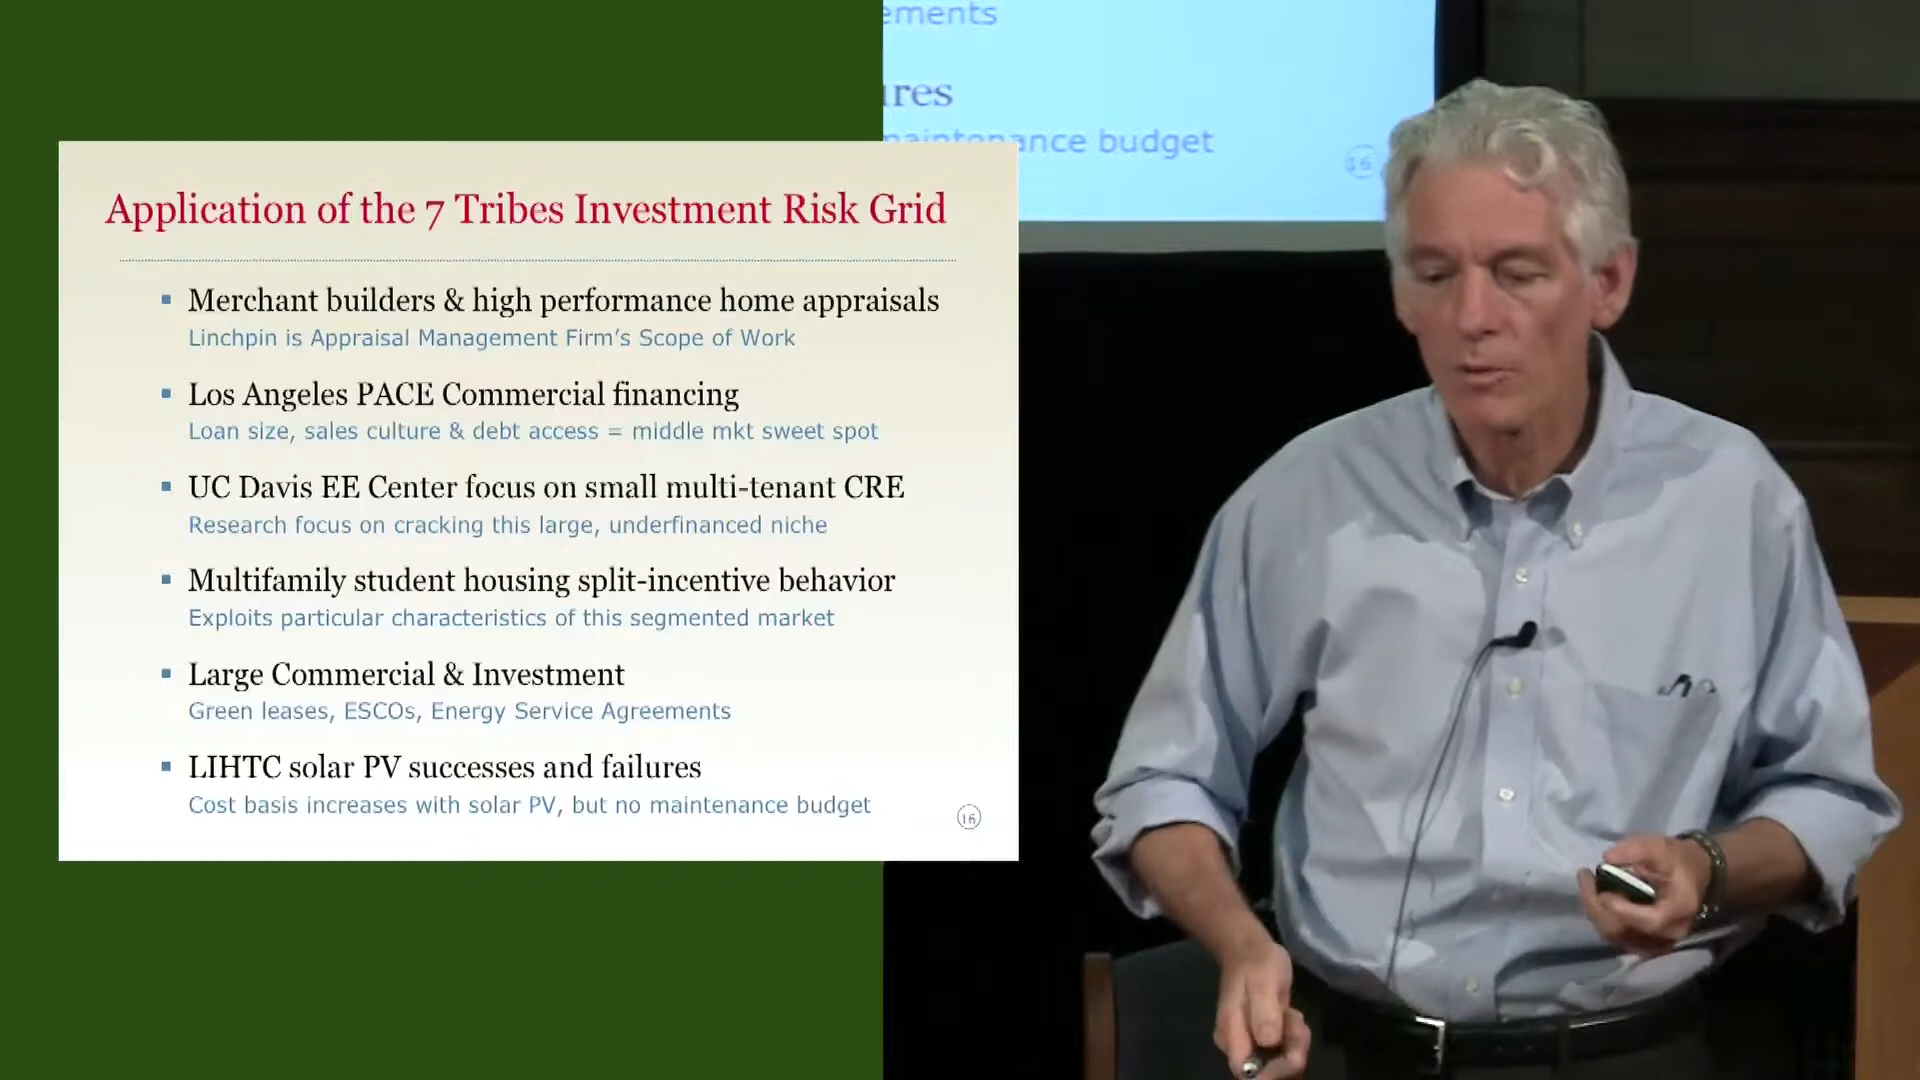 ements
ures
maintenance budget
16
Application of the 7 Tribes Investment Risk Grid
Merchant builders & high performance home appraisals
Linchpin is Appraisal Management Firm's Scope of Work
Los Angeles PACE Commercial financing
Loan size, sales culture & debt access = middle mkt sweet spot
UC Davis EE Center focus on small multi-tenant CRE
Research focus on cracking this large, underfinanced niche
Multifamily student housing split-incentive behavior
Exploits particular characteristics of this segmented market
Large Commercial & Investment
Green leases, ESCOs, Energy Service Agreements
LIHTC solar PV successes and failures
Cost basis increases with solar PV, but no maintenance budget
16